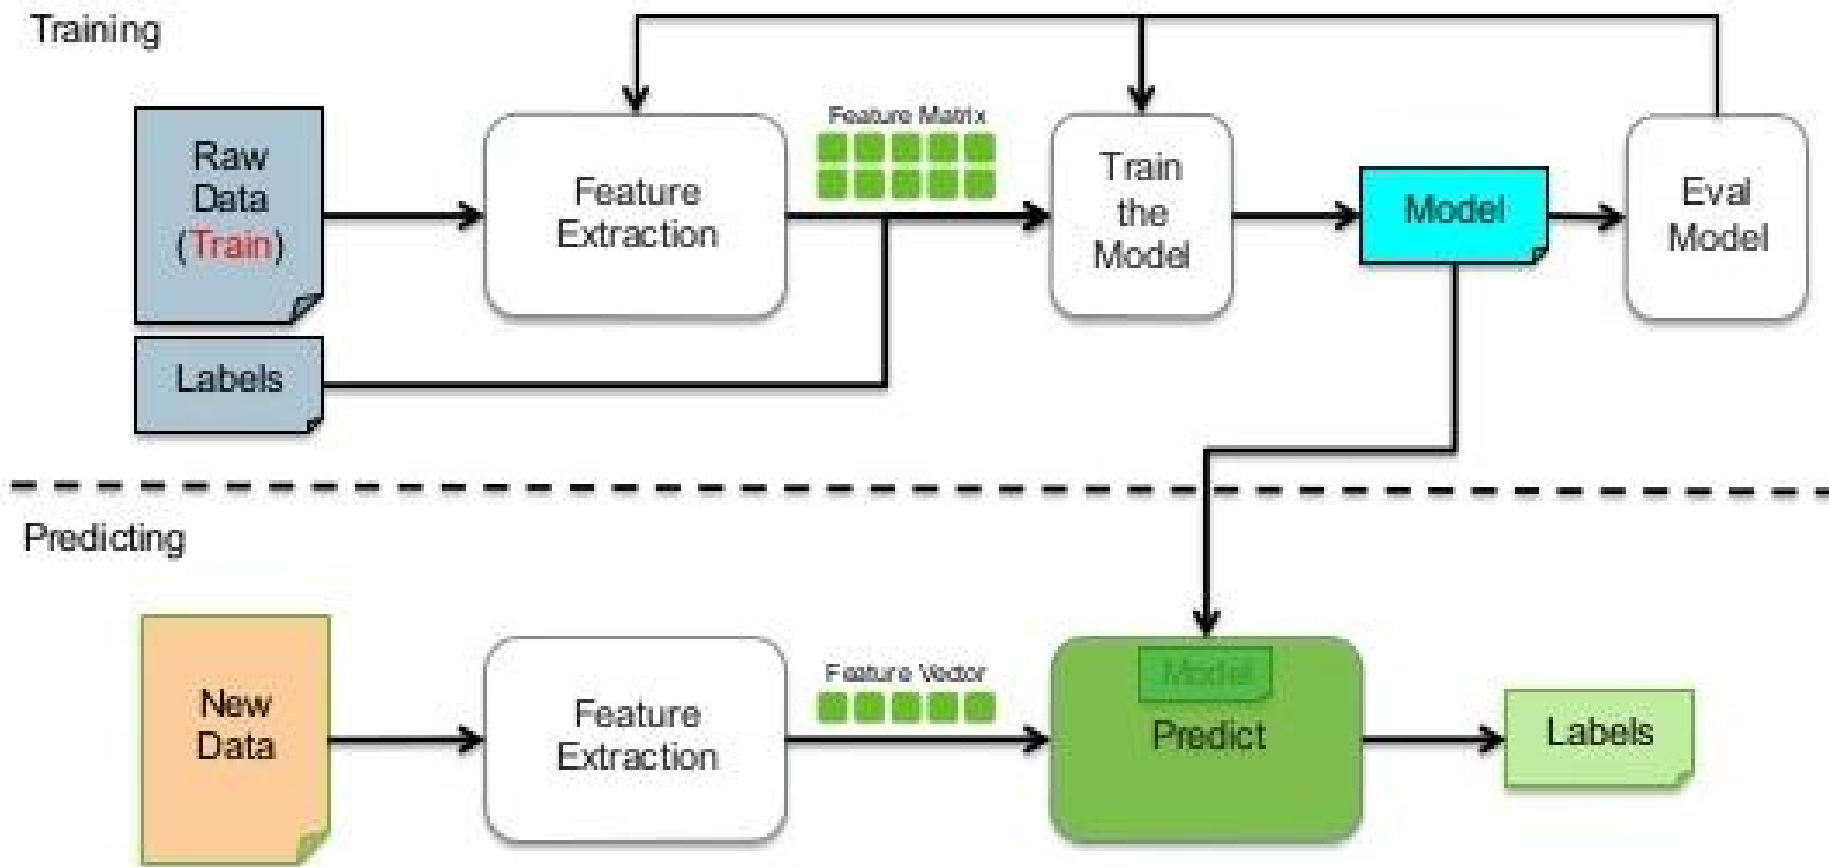 Training
Raw
Data
(Train)
Feature
Extraction
Feature Matrix
Train
the
Model
Model
Eval
Model
Labels
Predicting
New
Data
Feature
Extraction
Feature Vector
Model
Predict
Labels